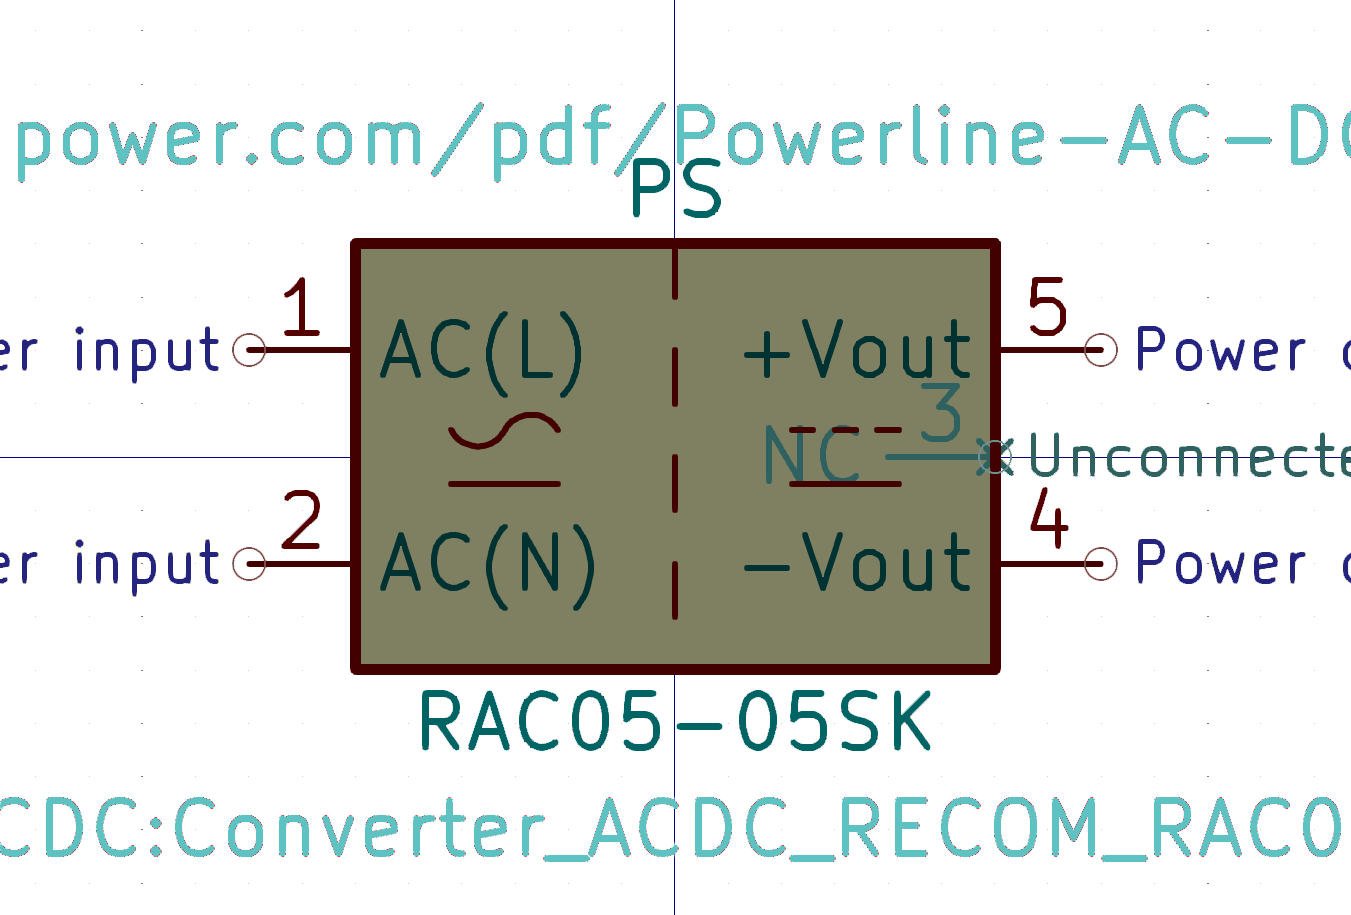 power.com/pdf/Powerline-AC-DC
PS
1
5
er input
AC(L)
+Vout
Power o
3
NC
Unconnecte
2
4
er input
AC(N)
-Vout
Power o
RAC05-05SK
CDC:Converter_ACDC_RECOM_RAC0